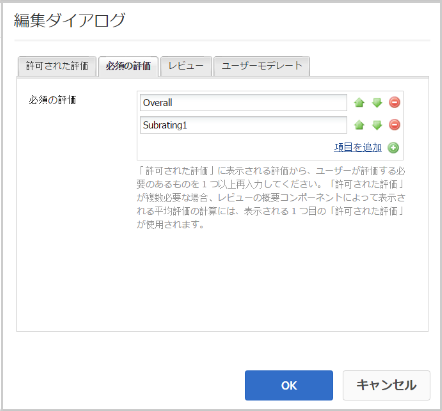 編集ダイアログ
許可された評価 必須の評価 レビュー ユーザーモデレート
必須の評価 Overall
Subrating1
項目を追加
「許可された評価」に表示される評価から、ユーザーが評価する必
要のあるものを 1 つ以上再入力してください。「許可された評価」
が複数必要な場合、レビューの概要コンポーネントによって表示さ
れる平均評価の計算には、表示される 1 つ目の「許可された評価」
が使用されます。
OK キャンセル